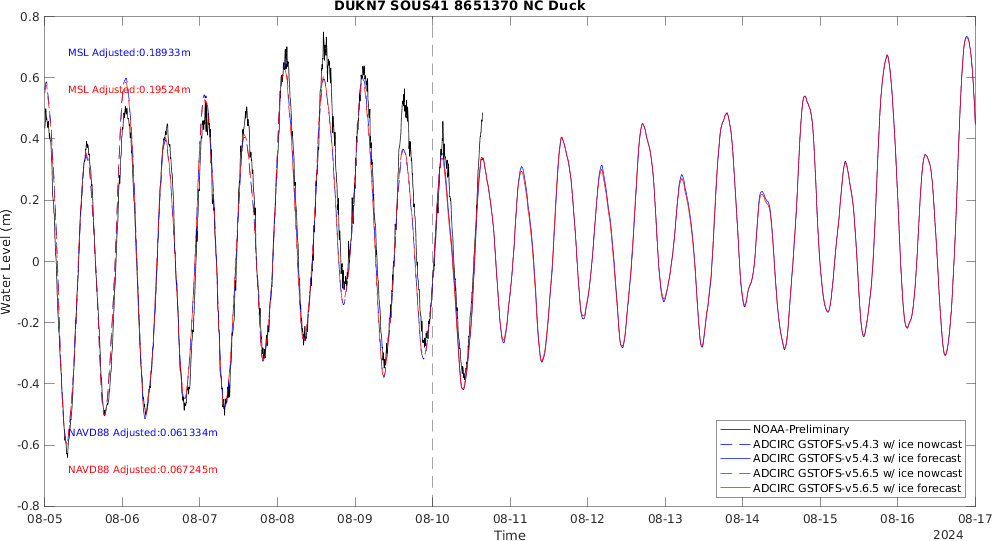 DUKN7 SOUS41 8651370 NC Duck
0.8
0.6
0.4
0.2
0
-0.2
-0.4
-0.6
-0.8
Water Level (m)
MSL Adjusted:0.18933m
MSL Adjusted:0.19524m
NAVD88 Adjusted:0.061334m
NAVD88 Adjusted:0.067245m
NOAA-Preliminary
ADCIRC GSTOFS-v5.4.3 w/ ice nowcast
ADCIRC GSTOFS-v5.4.3 w/ ice forecast
ADCIRC GSTOFS-v5.6.5 w/ ice nowcast
ADCIRC GSTOFS-v5.6.5 w/ ice forecast
08-05 08-06 08-07 08-08 08-09 08-10 08-11 08-12 08-13 08-14 08-15 08-16 08-17
Time
2024